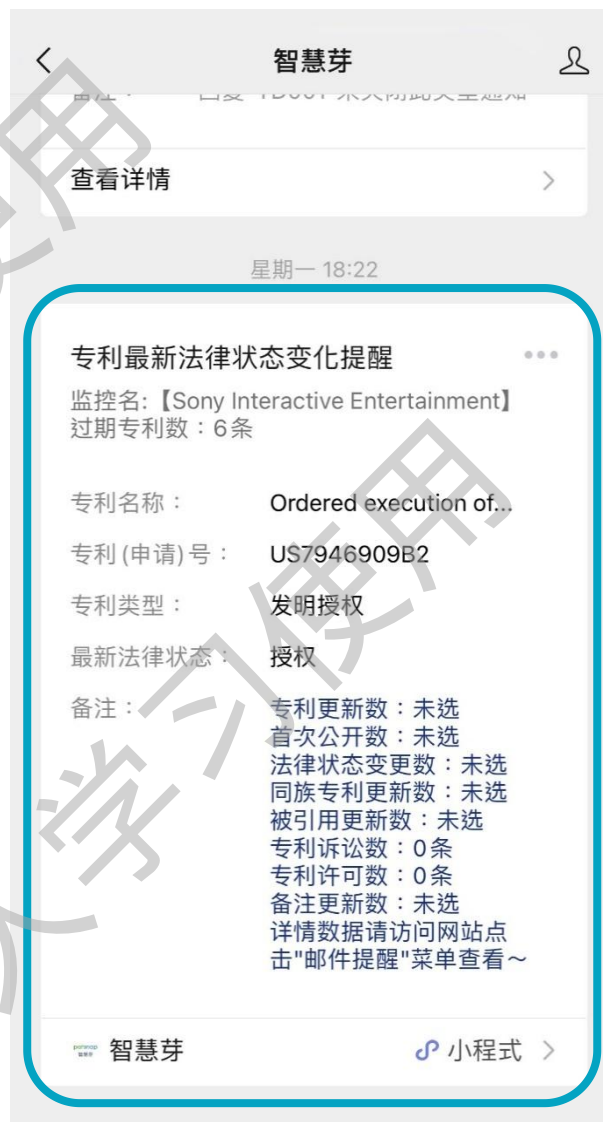 智慧芽
查看详情
星期一 18:22
专利最新法律状态变化提醒
监控名:【Sony Interactive Entertainment】
过期专利数：6条
专利名称： Ordered execution of...
专利(申请)号： US7946909B2
专利类型： 发明授权
最新法律状态： 授权
备注： 专利更新数：未选
首次公开数：未选
法律状态变更数：未选
同族专利更新数：未选
被引用更新数：未选
专利诉讼数：0条
专利许可数：0条
备注更新数：未选
详情数据请访问网站点
击"邮件提醒"菜单查看～
智慧芽 小程式
学习使用
使用